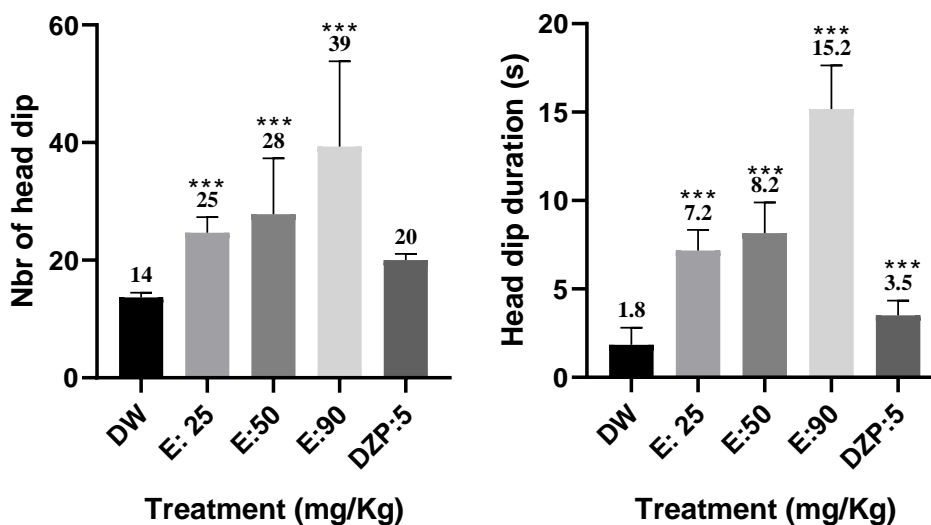 Nbr of head dip
60
40
20
0
14
***
25
***
28
***
39
20
DW
E: 25
E:50
E:90
DZP:5
Treatment (mg/Kg)
Head dip duration (s)
20
15
10
5
0
1.8
***
7.2
***
8.2
***
15.2
***
3.5
DW
E: 25
E:50
E:90
DZP:5
Treatment (mg/Kg)